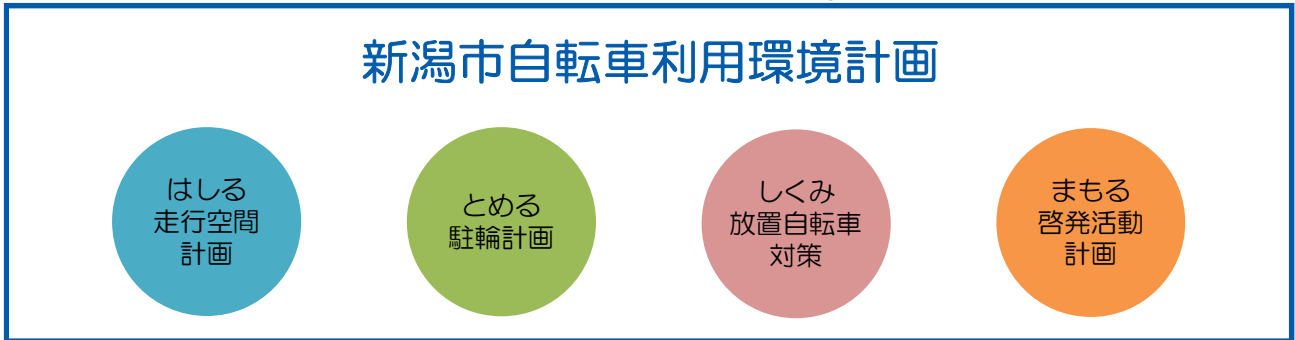 新潟市自転車利用環境計画
はしる
走行空間
計画
とめる
駐輪計画
しくみ
放置自転車
対策
まもる
啓発活動
計画